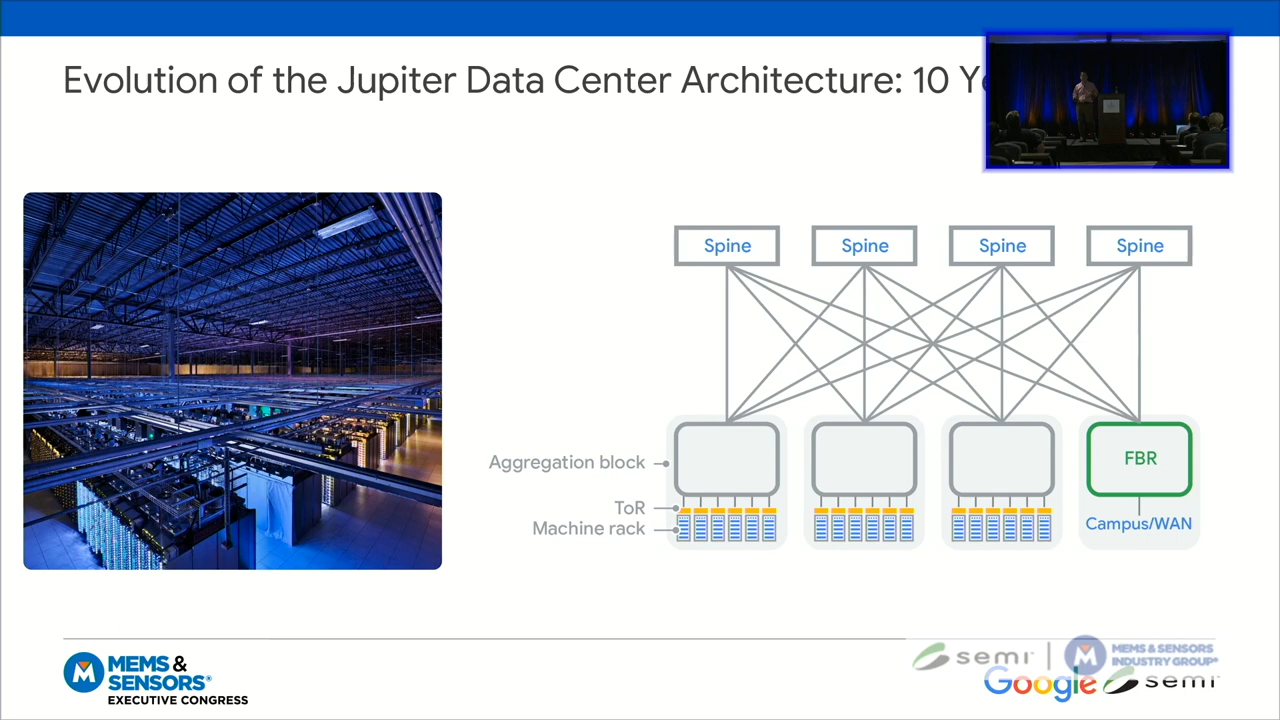 Evolution of the Jupiter Data Center Architecture: 10
Spine
Spine
Spine
Spine
Aggregation block
FBR
ToR
Machine rack
Campus/WAN
MEMS &
SENSORS®
EXECUTIVE CONGRESS
semi
MEMS & SENSORS
INDUSTRY GROUP®
Google
semi